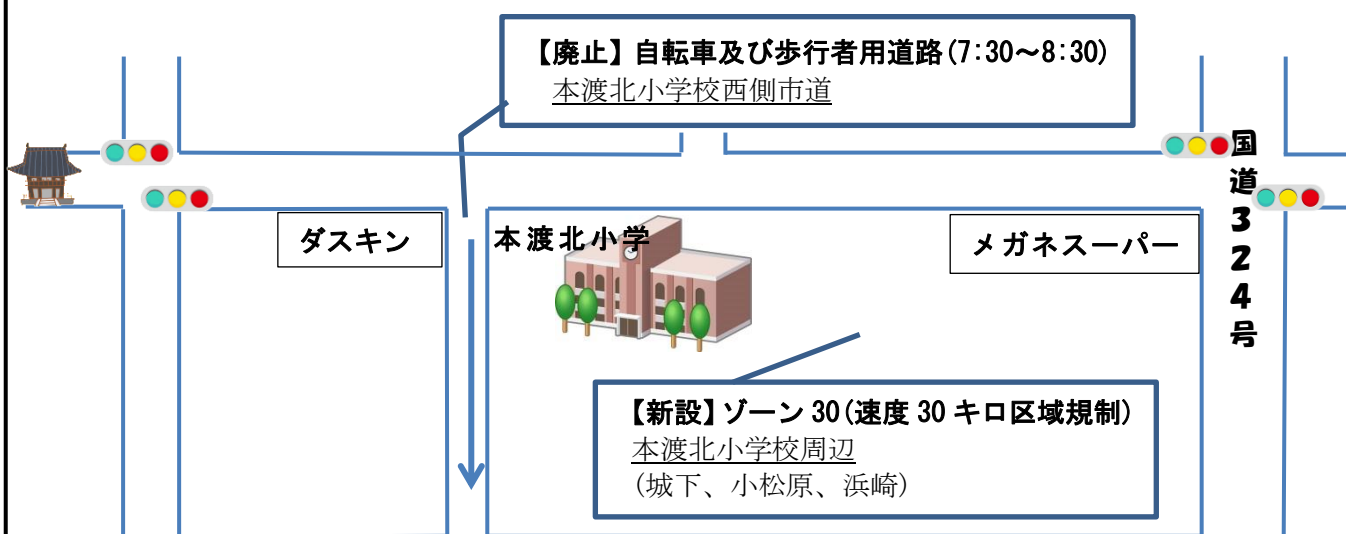 【廃止】自転車及び歩行者用道路(7:30～8:30)
本渡北小学校西側市道
国道324号
ダスキン
本渡北小学
メガネスーパー
【新設】ゾーン30(速度30キロ区域規制)
本渡北小学校周辺
(城下、小松原、浜崎)